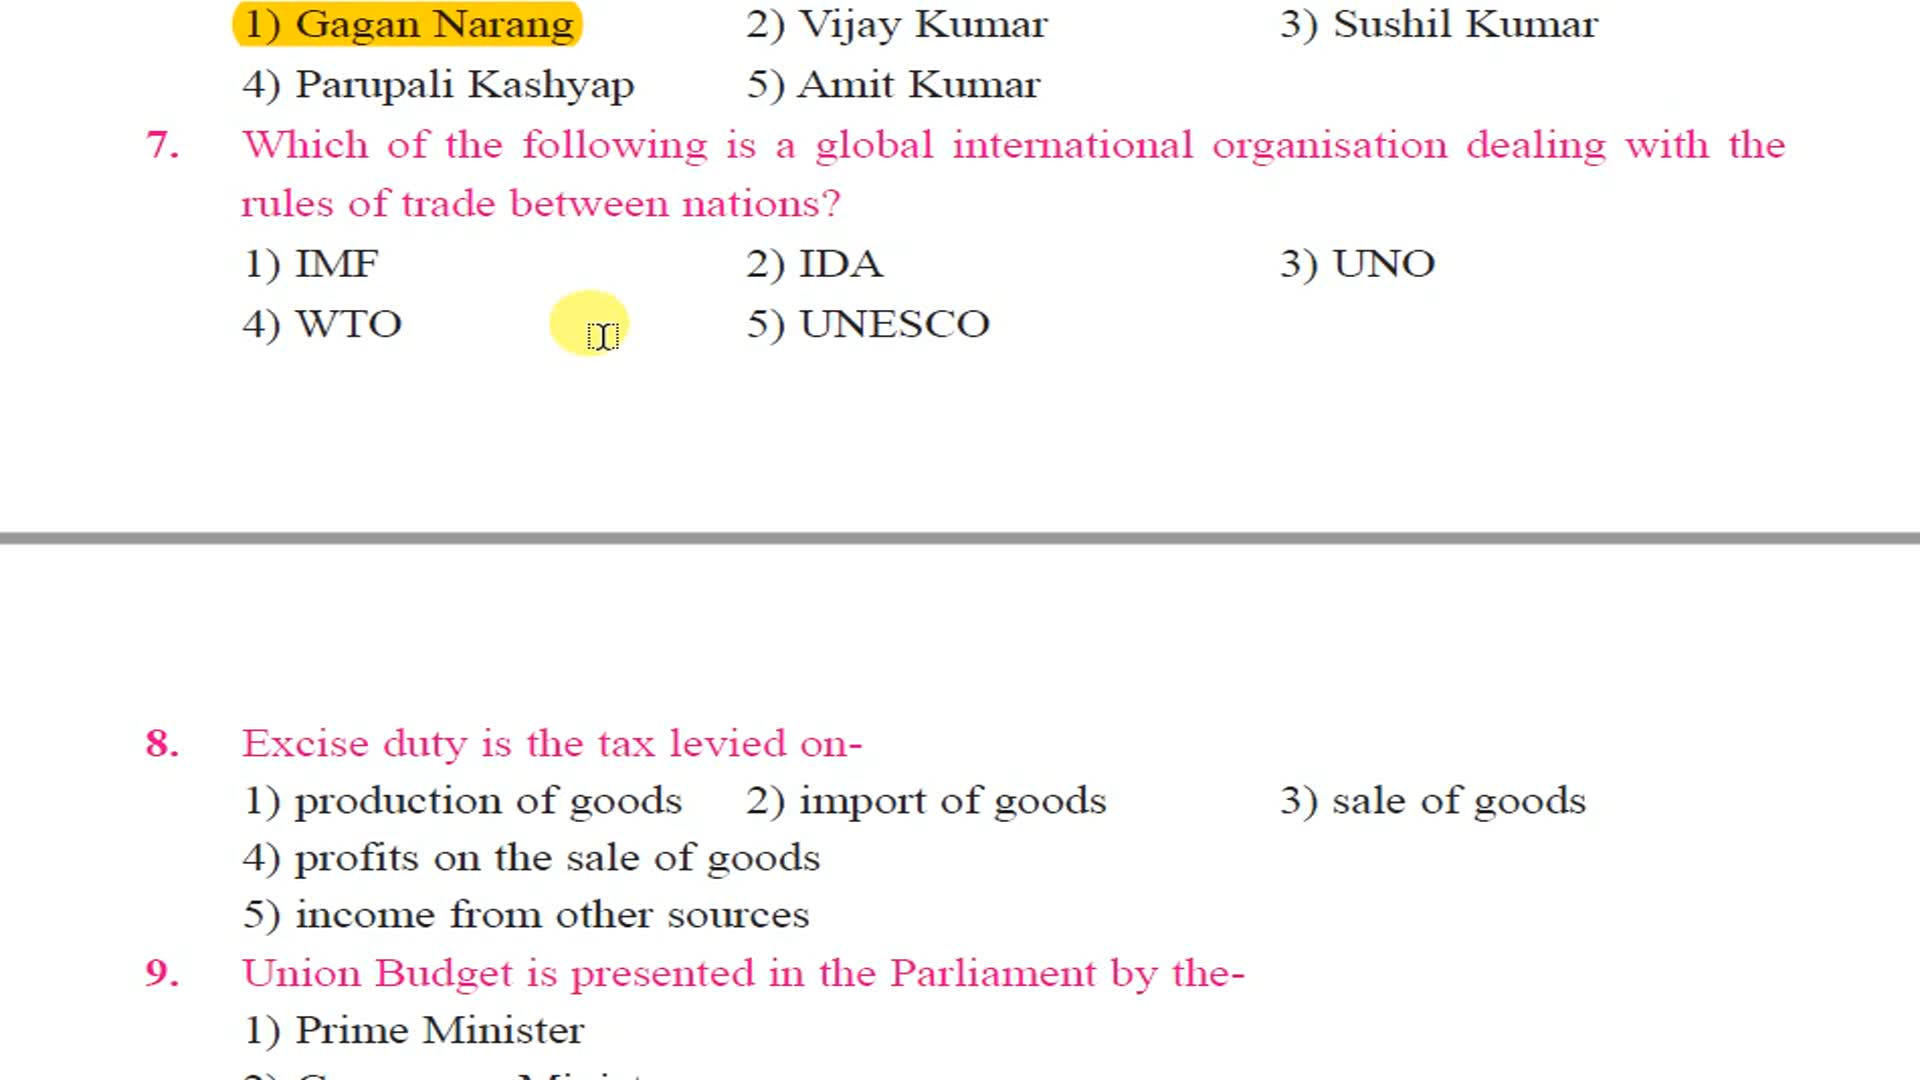 1) Gagan Narang 2) Vijay Kumar 3) Sushil Kumar
4) Parupali Kashyap 5) Amit Kumar
7. Which of the following is a global international organisation dealing with the
rules of trade between nations?
1) IMF 2) IDA 3) UNO
4) WTO 5) UNESCO
8. Excise duty is the tax levied on-
1) production of goods 2) import of goods 3) sale of goods
4) profits on the sale of goods
5) income from other sources
9. Union Budget is presented in the Parliament by the-
1) Prime Minister